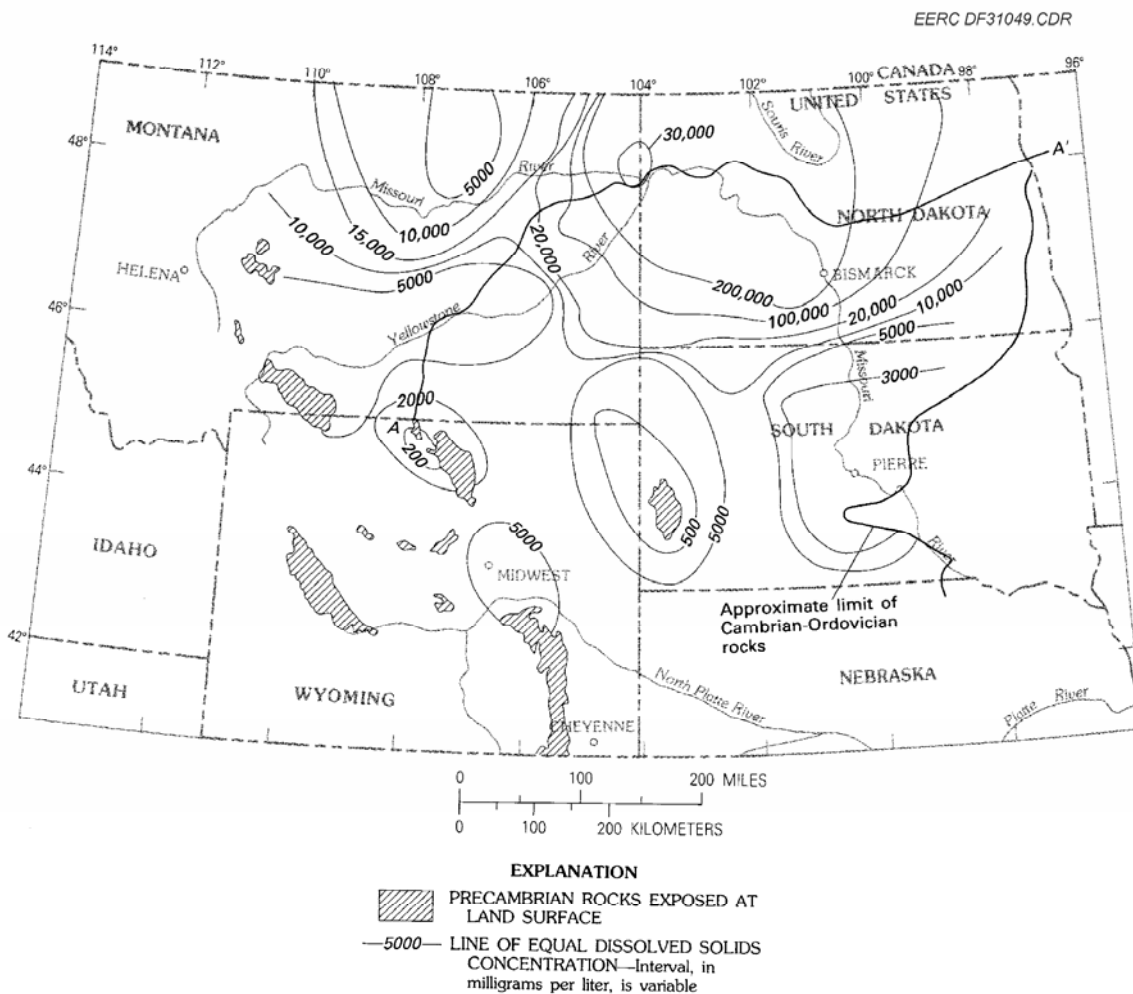 EERC DF31049.CDR
114°
112°
110°
108°
106°
104°
102°
100°
98°
96°
CANADA
UNITED STATES
MONTANA
48°
Souris River
30,000
A'
5000
Missouri River
NORTH DAKOTA
10,000
15,000
10,000
20,000
River
HELENA
5000
BISMARCK
200,000
46°
Yellowstone
100,000
20,000
10,000
5000
Missouri
3000
2000
A
200
SOUTH DAKOTA
PIERRE
44°
500
5000
5000
River
IDAHO
MIDWEST
Approximate limit of
Cambrian-Ordovician
rocks
42°
NEBRASKA
UTAH
WYOMING
North Platte River
Platte River
CHEYENNE
0 100 200 MILES
0 100 200 KILOMETERS
EXPLANATION
PRECAMBRIAN ROCKS EXPOSED AT
LAND SURFACE
—5000— LINE OF EQUAL DISSOLVED SOLIDS
CONCENTRATION—Interval, in
milligrams per liter, is variable